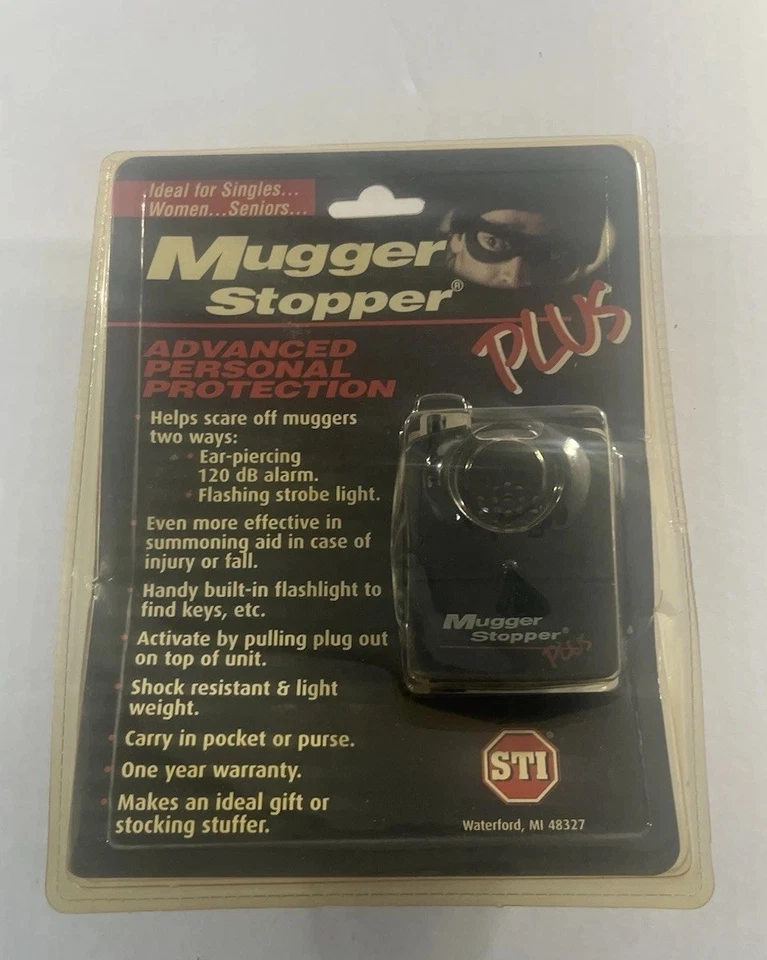 Ideal for Singles...
Women...Seniors...
Mugger
Stopper®
PLUS
ADVANCED
PERSONAL
PROTECTION
• Helps scare off muggers
two ways:
• Ear-piercing
120 dB alarm.
• Flashing strobe light.
• Even more effective in
summoning aid in case of
injury or fall.
• Handy built-in flashlight to
find keys, etc.
• Activate by pulling plug out
on top of unit.
• Shock resistant & light
weight.
• Carry in pocket or purse.
• One year warranty.
• Makes an ideal gift or
stocking stuffer.
Mugger
Stopper®
PLUS
STI®
Waterford, MI 48327